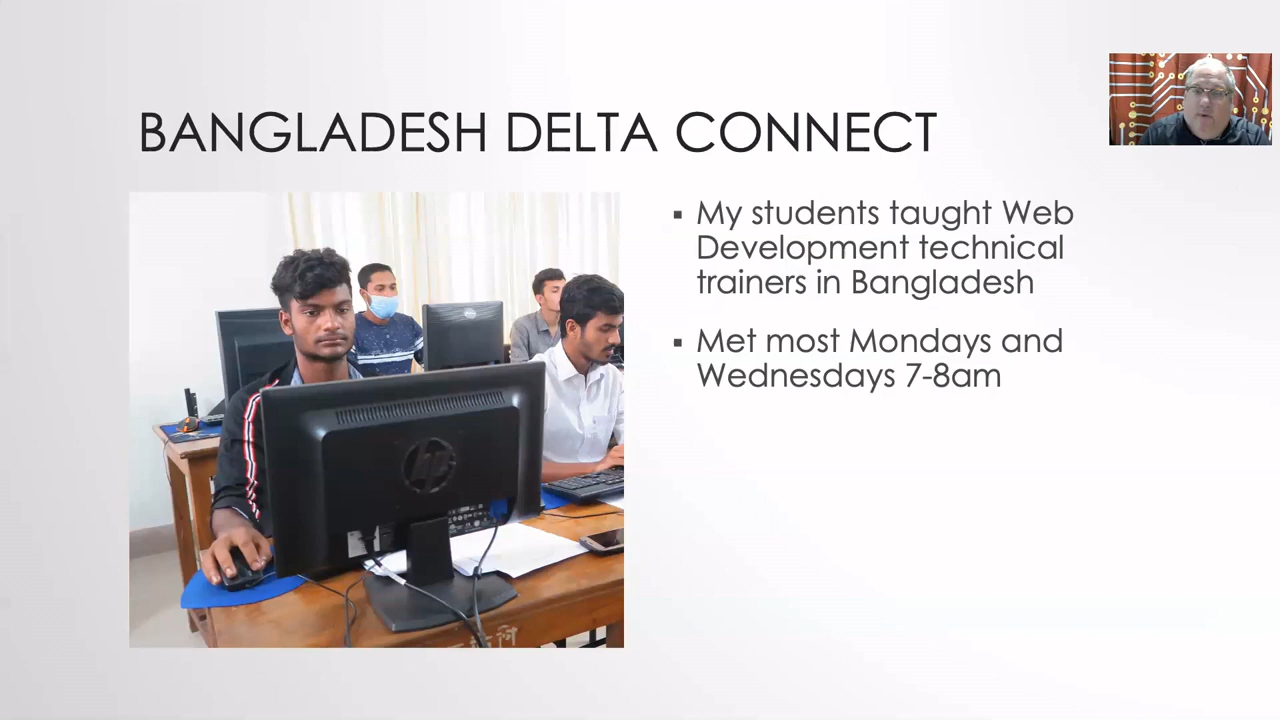 BANGLADESH DELTA CONNECT
▪ My students taught Web
Development technical
trainers in Bangladesh
▪ Met most Mondays and
Wednesdays 7-8am
hp